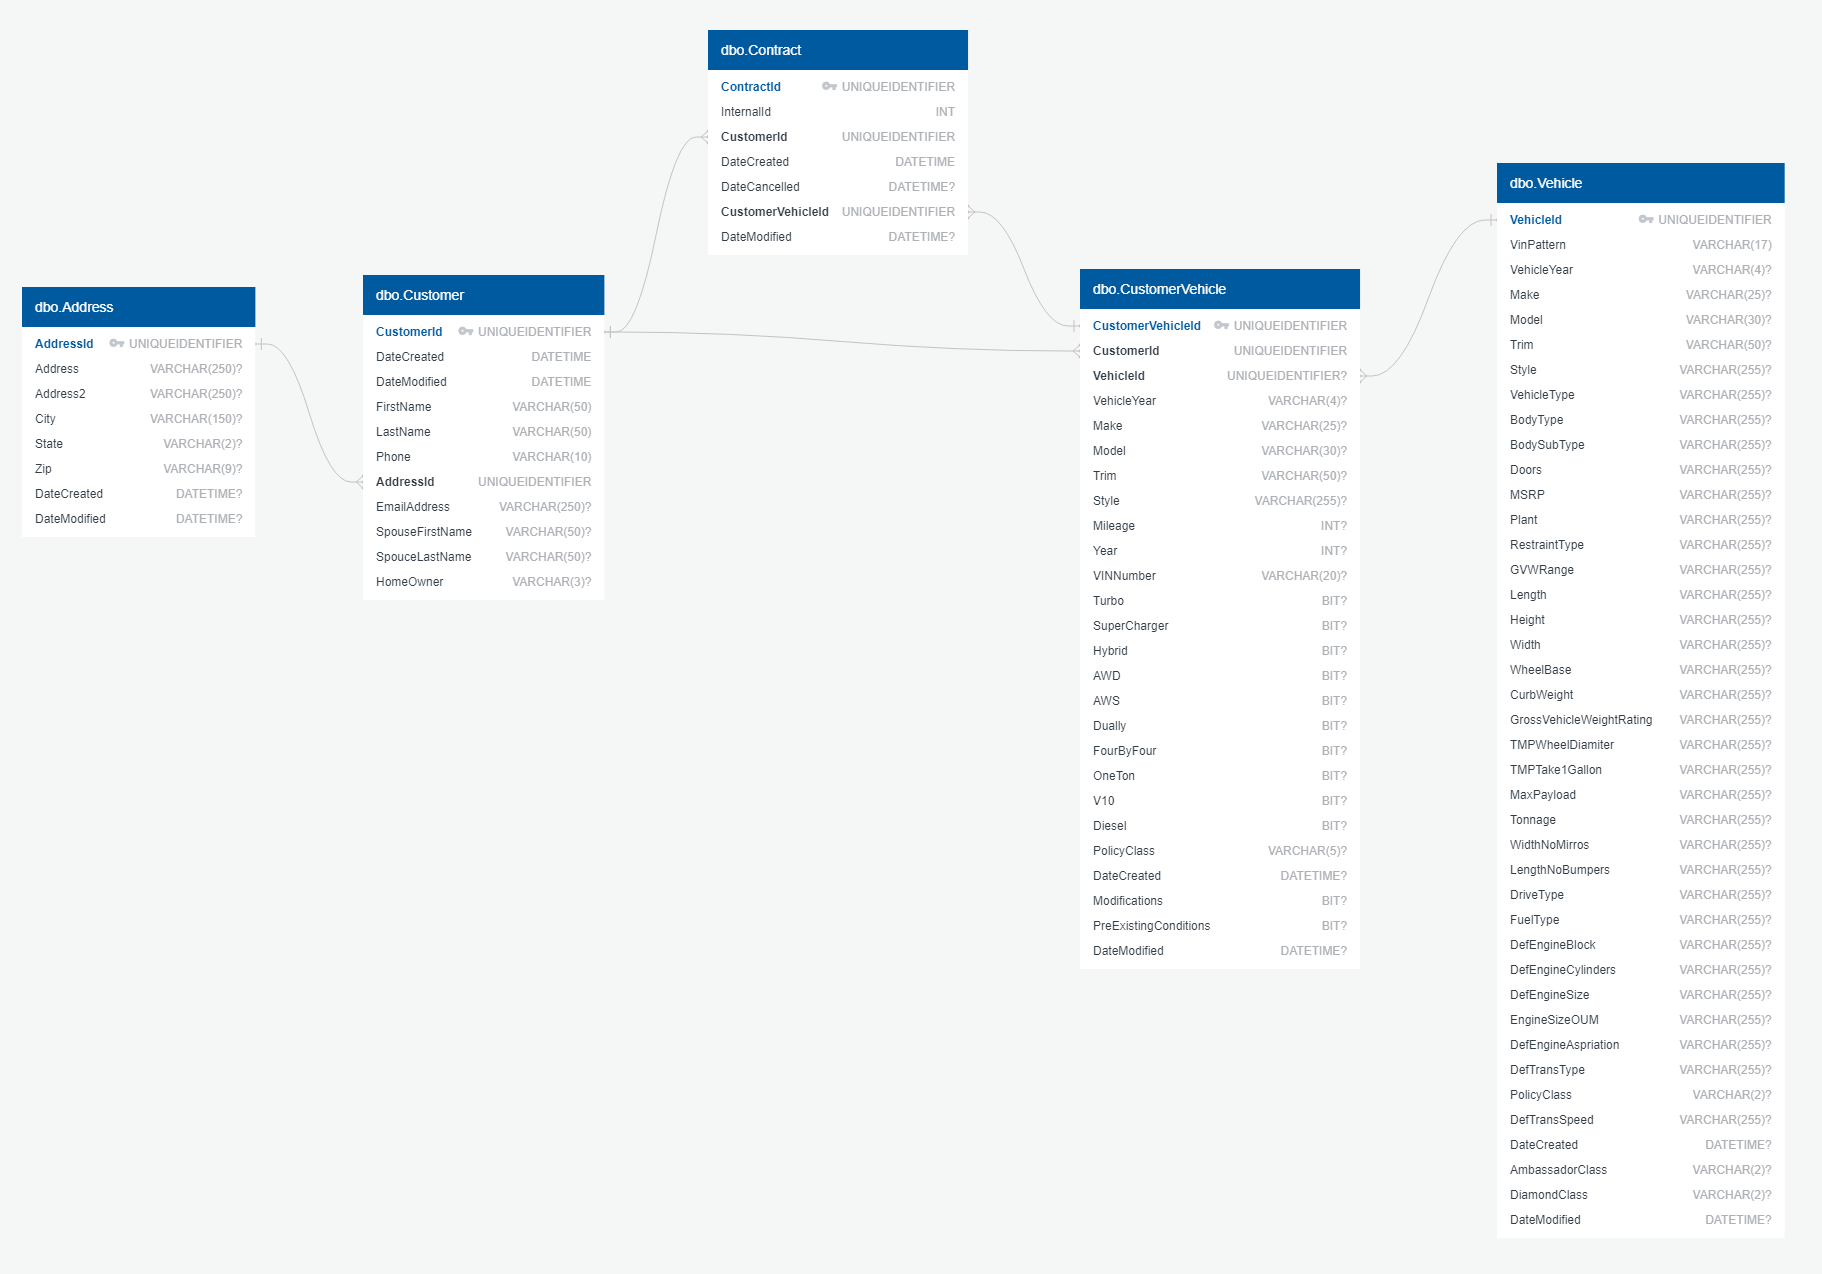 dbo.Contract
ContractId UNIQUEIDENTIFIER
InternalId INT
CustomerId UNIQUEIDENTIFIER
DateCreated DATETIME
DateCancelled DATETIME?
CustomerVehicleId UNIQUEIDENTIFIER
DateModified DATETIME?
dbo.Address
AddressId UNIQUEIDENTIFIER
Address VARCHAR(250)?
Address2 VARCHAR(250)?
City VARCHAR(150)?
State VARCHAR(2)?
Zip VARCHAR(9)?
DateCreated DATETIME?
DateModified DATETIME?
dbo.Customer
CustomerId UNIQUEIDENTIFIER
DateCreated DATETIME
DateModified DATETIME
FirstName VARCHAR(50)
LastName VARCHAR(50)
Phone VARCHAR(10)
AddressId UNIQUEIDENTIFIER
EmailAddress VARCHAR(250)?
SpouseFirstName VARCHAR(50)?
SpouceLastName VARCHAR(50)?
HomeOwner VARCHAR(3)?
dbo.CustomerVehicle
CustomerVehicleId UNIQUEIDENTIFIER
CustomerId UNIQUEIDENTIFIER
VehicleId UNIQUEIDENTIFIER?
VehicleYear VARCHAR(4)?
Make VARCHAR(25)?
Model VARCHAR(30)?
Trim VARCHAR(50)?
Style VARCHAR(255)?
Mileage INT?
Year INT?
VINNumber VARCHAR(20)?
Turbo BIT?
SuperCharger BIT?
Hybrid BIT?
AWD BIT?
AWS BIT?
Dually BIT?
FourByFour BIT?
OneTon BIT?
V10 BIT?
Diesel BIT?
PolicyClass VARCHAR(5)?
DateCreated DATETIME?
Modifications BIT?
PreExistingConditions BIT?
DateModified DATETIME?
dbo.Vehicle
VehicleId UNIQUEIDENTIFIER
VinPattern VARCHAR(17)
VehicleYear VARCHAR(4)?
Make VARCHAR(25)?
Model VARCHAR(30)?
Trim VARCHAR(50)?
Style VARCHAR(255)?
VehicleType VARCHAR(255)?
BodyType VARCHAR(255)?
BodySubType VARCHAR(255)?
Doors VARCHAR(255)?
MSRP VARCHAR(255)?
Plant VARCHAR(255)?
RestraintType VARCHAR(255)?
GVWRange VARCHAR(255)?
Length VARCHAR(255)?
Height VARCHAR(255)?
Width VARCHAR(255)?
WheelBase VARCHAR(255)?
CurbWeight VARCHAR(255)?
GrossVehicleWeightRating VARCHAR(255)?
TMPWheelDiamiter VARCHAR(255)?
TMPTake1Gallon VARCHAR(255)?
MaxPayload VARCHAR(255)?
Tonnage VARCHAR(255)?
WidthNoMirros VARCHAR(255)?
LengthNoBumpers VARCHAR(255)?
DriveType VARCHAR(255)?
FuelType VARCHAR(255)?
DefEngineBlock VARCHAR(255)?
DefEngineCylinders VARCHAR(255)?
DefEngineSize VARCHAR(255)?
EngineSizeOUM VARCHAR(255)?
DefEngineAspriation VARCHAR(255)?
DefTransType VARCHAR(255)?
PolicyClass VARCHAR(2)?
DefTransSpeed VARCHAR(255)?
DateCreated DATETIME?
AmbassadorClass VARCHAR(2)?
DiamondClass VARCHAR(2)?
DateModified DATETIME?